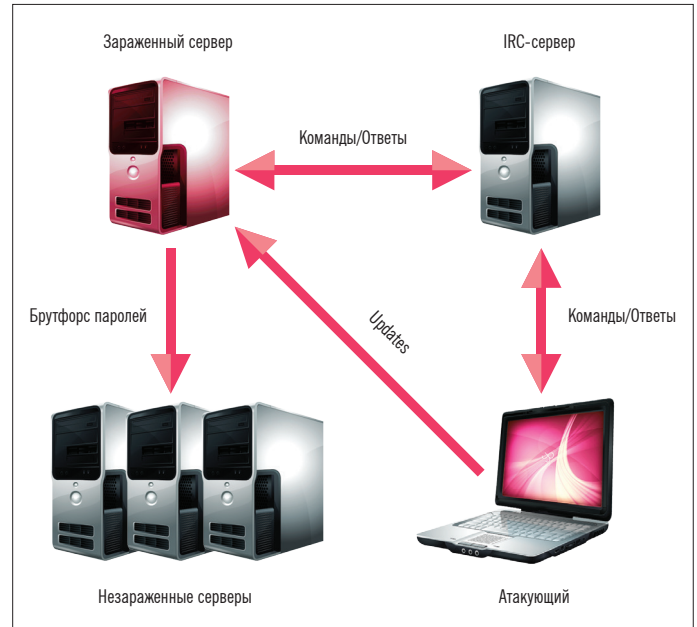 Зараженный сервер
IRC-сервер
Команды/Ответы
Брутфорс паролей
Updates
Команды/Ответы
Незараженные серверы
Атакующий